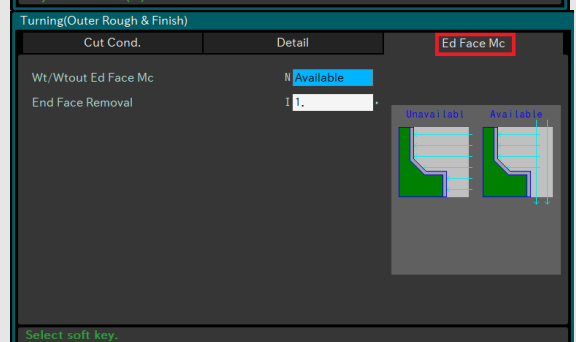 Turning(Outer Rough & Finish)
Cut Cond. Detail Ed Face Mc
Wt/Wtout Ed Face Mc N Available
End Face Removal I 1.
Unavailabl Available
Select soft key.